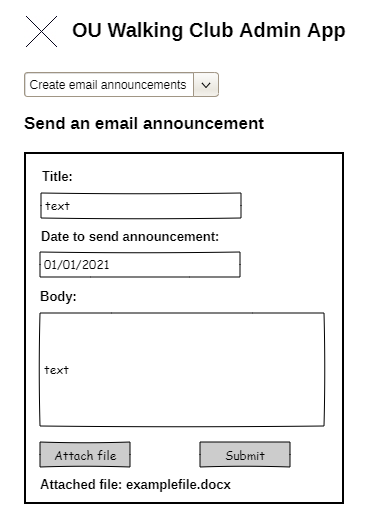 OU Walking Club Admin App
Create email announcements
Send an email announcement
Title:
text
Date to send announcement:
01/01/2021
Body:
text
Attach file
Submit
Attached file: examplefile.docx